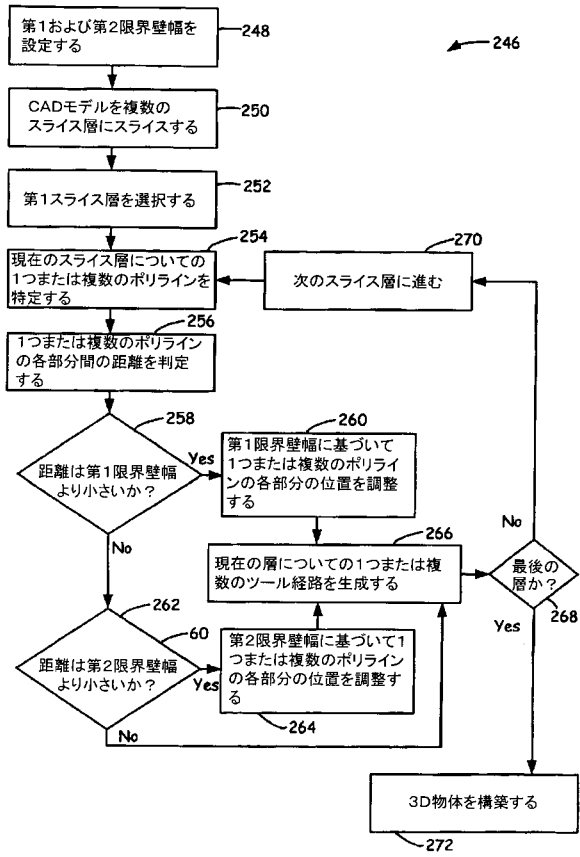 第1および第2限界壁幅を
設定する
248
246
CADモデルを複数の
スライス層にスライスする
250
第1スライス層を選択する
252
254
現在のスライス層についての
1つまたは複数のポリラインを
特定する
270
次のスライス層に進む
256
1つまたは複数のポリライン
の各部分間の距離を判定
する
258
距離は第1限界壁幅
より小さいか？
Yes
No
260
第1限界壁幅に基づいて
1つまたは複数のポリライ
ンの各部分の位置を調整
する
266
現在の層についての1つまたは複
数のツール経路を生成する
No
最後の
層か？
268
Yes
262
60
距離は第2限界壁幅
より小さいか？
Yes
No
第2限界壁幅に基づいて1
つまたは複数のポリライン
の各部分の位置を調整す
る
264
3D物体を構築する
272